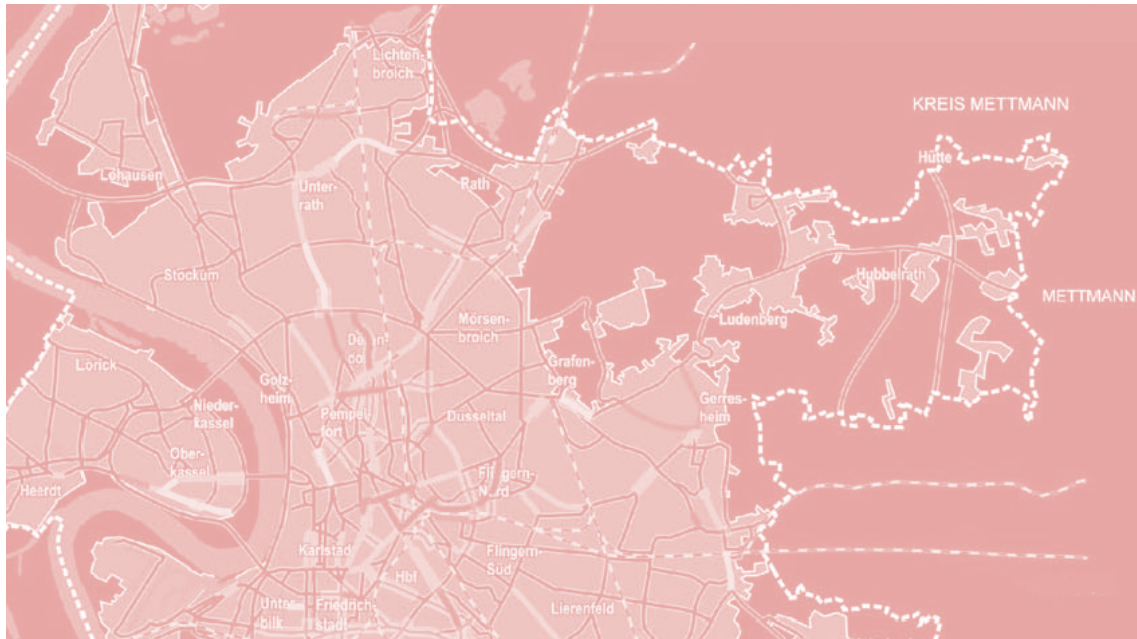 Lichten-
broich
KREIS METTMANN
Hütte
Lohausen
Unter-
rath
Rath
Stockum
Hubbelrath
METTMANN
Mörsen-
broich
Ludenberg
Lörick
Golz-
heim
Grafen-
berg
Nieder-
kassel
Pempel-
fort
Düsseltal
Gerres-
heim
Ober-
kassel
Flingern-
Nord
Heerdt
Karlstad
Flingern-
Süd
Hbf
Unter
bilk
Friedrich-
stadt
Lierenfeld